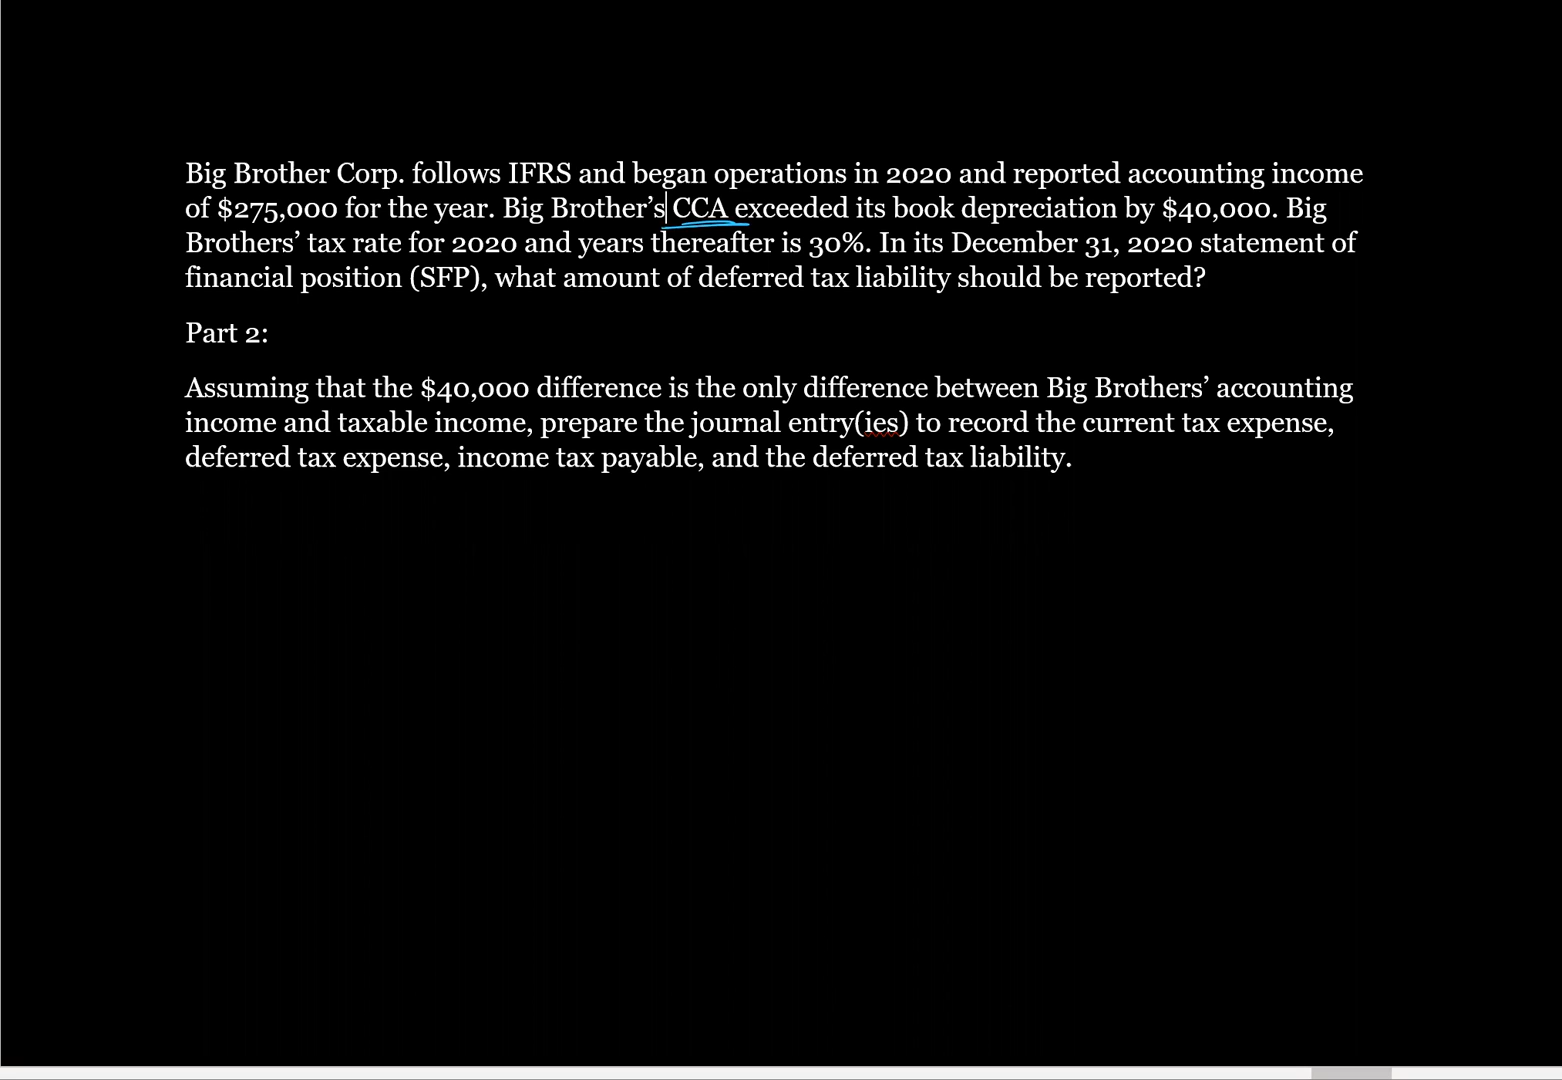 Big Brother Corp. follows IFRS and began operations in 2020 and reported accounting income
of $275,000 for the year. Big Brother’s CCA exceeded its book depreciation by $40,000. Big
Brothers’ tax rate for 2020 and years thereafter is 30%. In its December 31, 2020 statement of
financial position (SFP), what amount of deferred tax liability should be reported?
Part 2:
Assuming that the $40,000 difference is the only difference between Big Brothers’ accounting
income and taxable income, prepare the journal entry(ies) to record the current tax expense,
deferred tax expense, income tax payable, and the deferred tax liability.